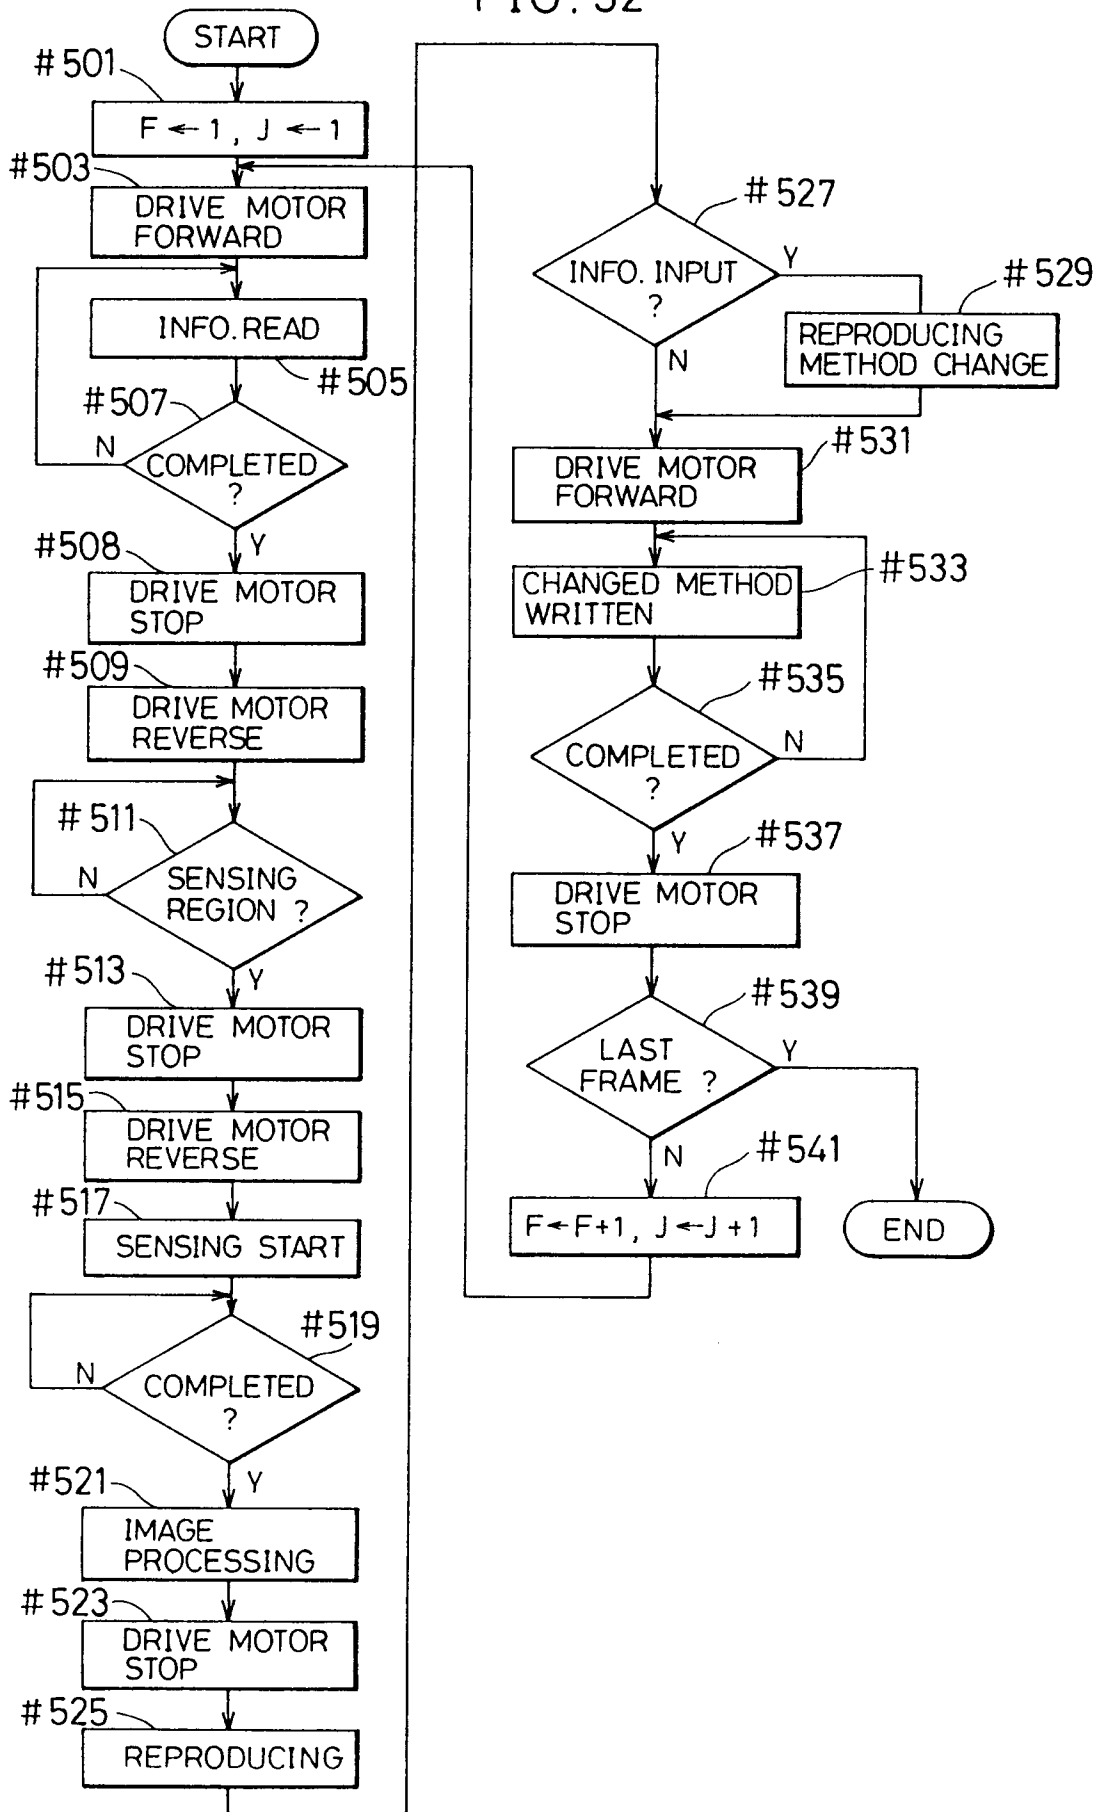 FIG. 32
START
#501
F ← 1, J ← 1
#503
DRIVE MOTOR
FORWARD
INFO. READ
#505
#507
N
COMPLETED
?
Y
#508
DRIVE MOTOR
STOP
#509
DRIVE MOTOR
REVERSE
#511
N
SENSING
REGION ?
Y
#513
DRIVE MOTOR
STOP
#515
DRIVE MOTOR
REVERSE
#517
SENSING START
#519
N
COMPLETED
?
Y
#521
IMAGE
PROCESSING
#523
DRIVE MOTOR
STOP
#525
REPRODUCING
#527
INFO. INPUT
?
Y
N
#529
REPRODUCING
METHOD CHANGE
#531
DRIVE MOTOR
FORWARD
#533
CHANGED METHOD
WRITTEN
#535
COMPLETED
?
N
Y
#537
DRIVE MOTOR
STOP
#539
LAST
FRAME ?
Y
N
#541
F←F+1, J←J+1
END